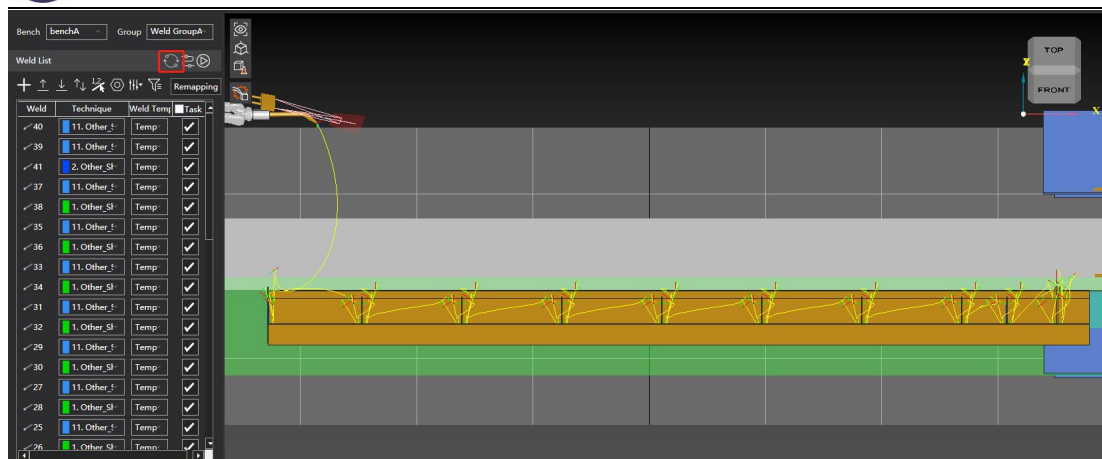 Bench benchA Group Weld GroupA
Weld List
Remapping
Weld Technique Weld Temp Task
40 11. Other_S Temp
39 11. Other_S Temp
41 2. Other_Sh Temp
37 11. Other_S Temp
38 1. Other_Sh Temp
35 11. Other_S Temp
36 1. Other_Sh Temp
33 11. Other_S Temp
34 1. Other_Sh Temp
31 11. Other_S Temp
32 1. Other_Sh Temp
29 11. Other_S Temp
30 1. Other_Sh Temp
27 11. Other_S Temp
28 1. Other_Sh Temp
25 11. Other_S Temp
26 1. Other_Sh Temp
TOP
FRONT
X